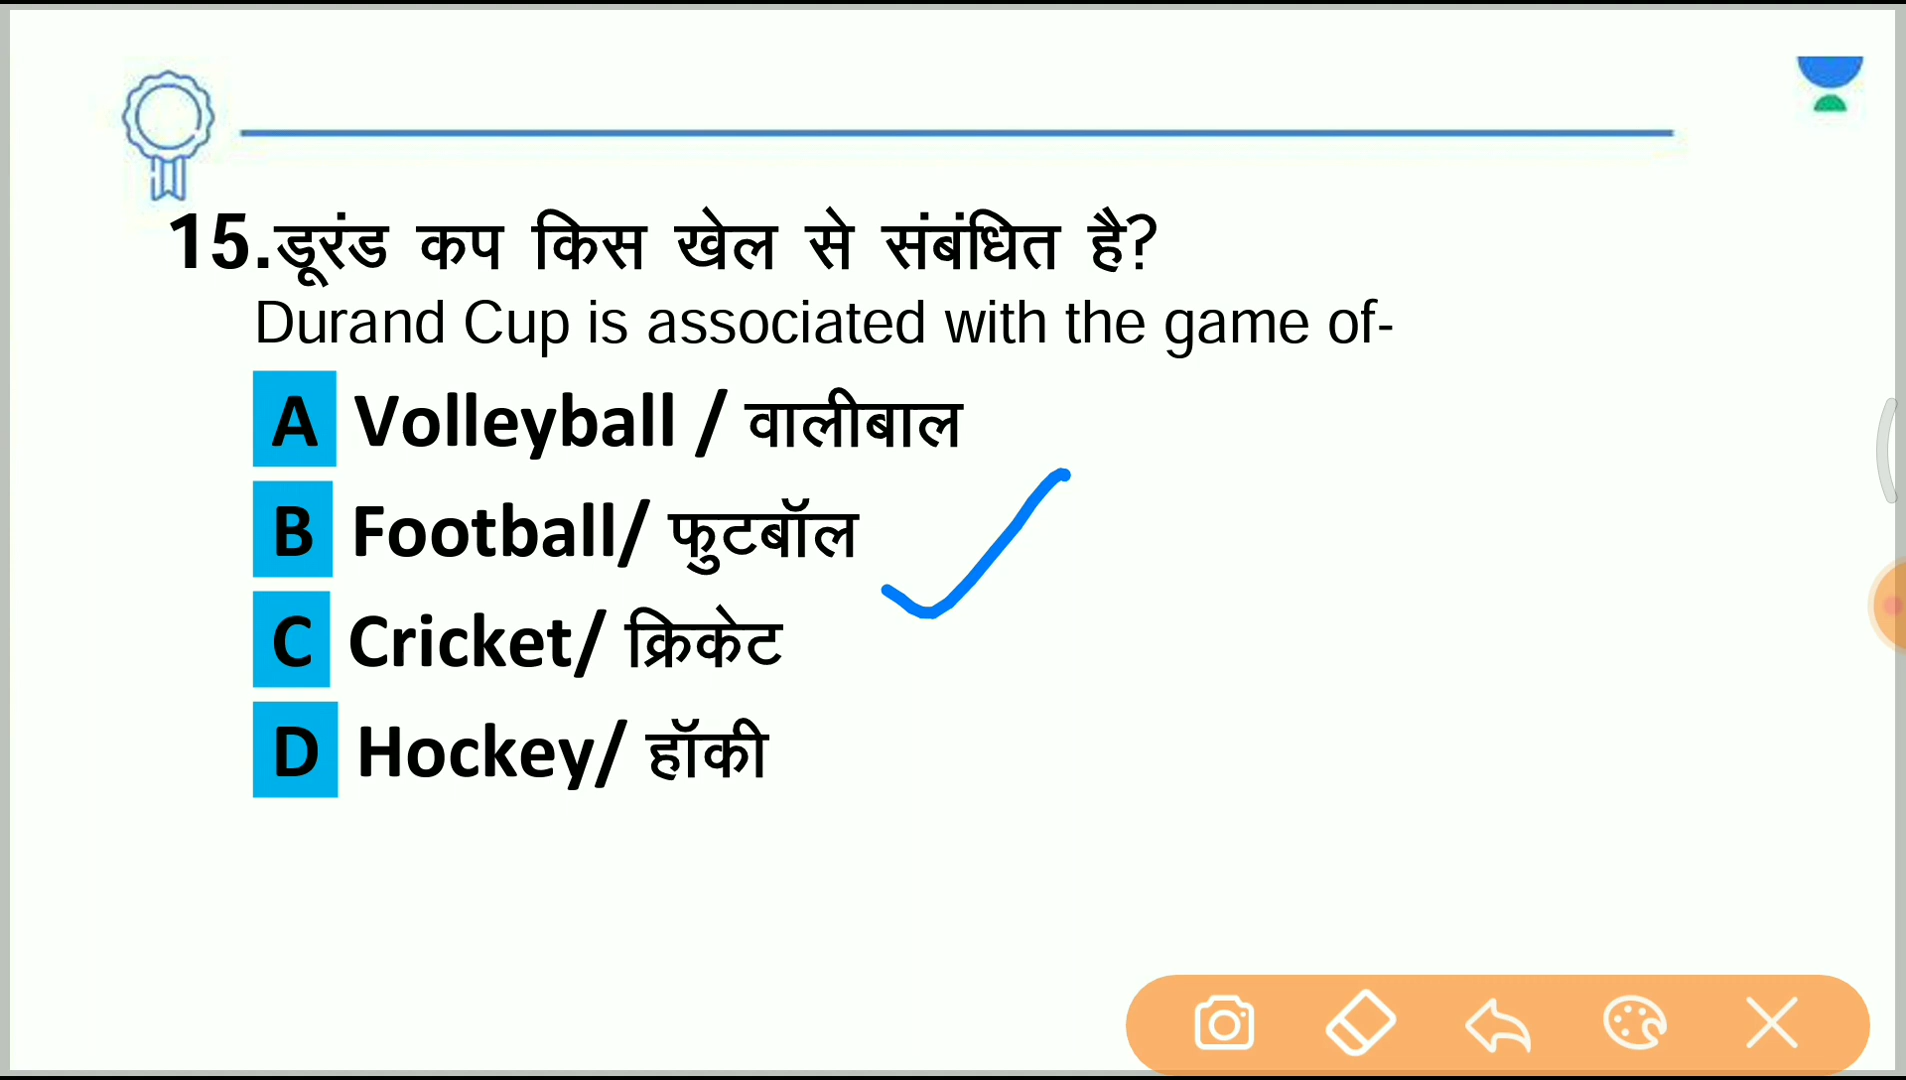 15.डूरंड कप किस खेल से संबंधित है?
Durand Cup is associated with the game of-
A Volleyball / वालीबाल
B Football/ फुटबॉल
C Cricket/ क्रिकेट
D Hockey/ हॉकी